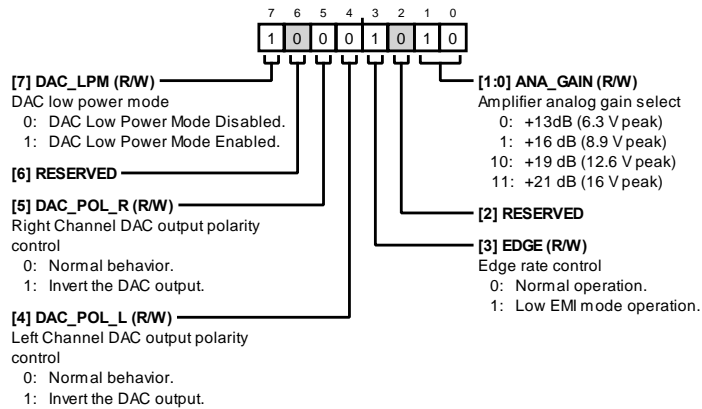 7 6 5 4 3 2 1 0
1 0 0 0 1 0 1 0
[7] DAC_LPM (R/W)
DAC low power mode
0: DAC Low Power Mode Disabled.
1: DAC Low Power Mode Enabled.
[6] RESERVED
[5] DAC_POL_R (R/W)
Right Channel DAC output polarity
control
0: Normal behavior.
1: Invert the DAC output.
[4] DAC_POL_L (R/W)
Left Channel DAC output polarity
control
0: Normal behavior.
1: Invert the DAC output.
[1:0] ANA_GAIN (R/W)
Amplifier analog gain select
0: +13dB (6.3 V peak)
1: +16 dB (8.9 V peak)
10: +19 dB (12.6 V peak)
11: +21 dB (16 V peak)
[2] RESERVED
[3] EDGE (R/W)
Edge rate control
0: Normal operation.
1: Low EMI mode operation.